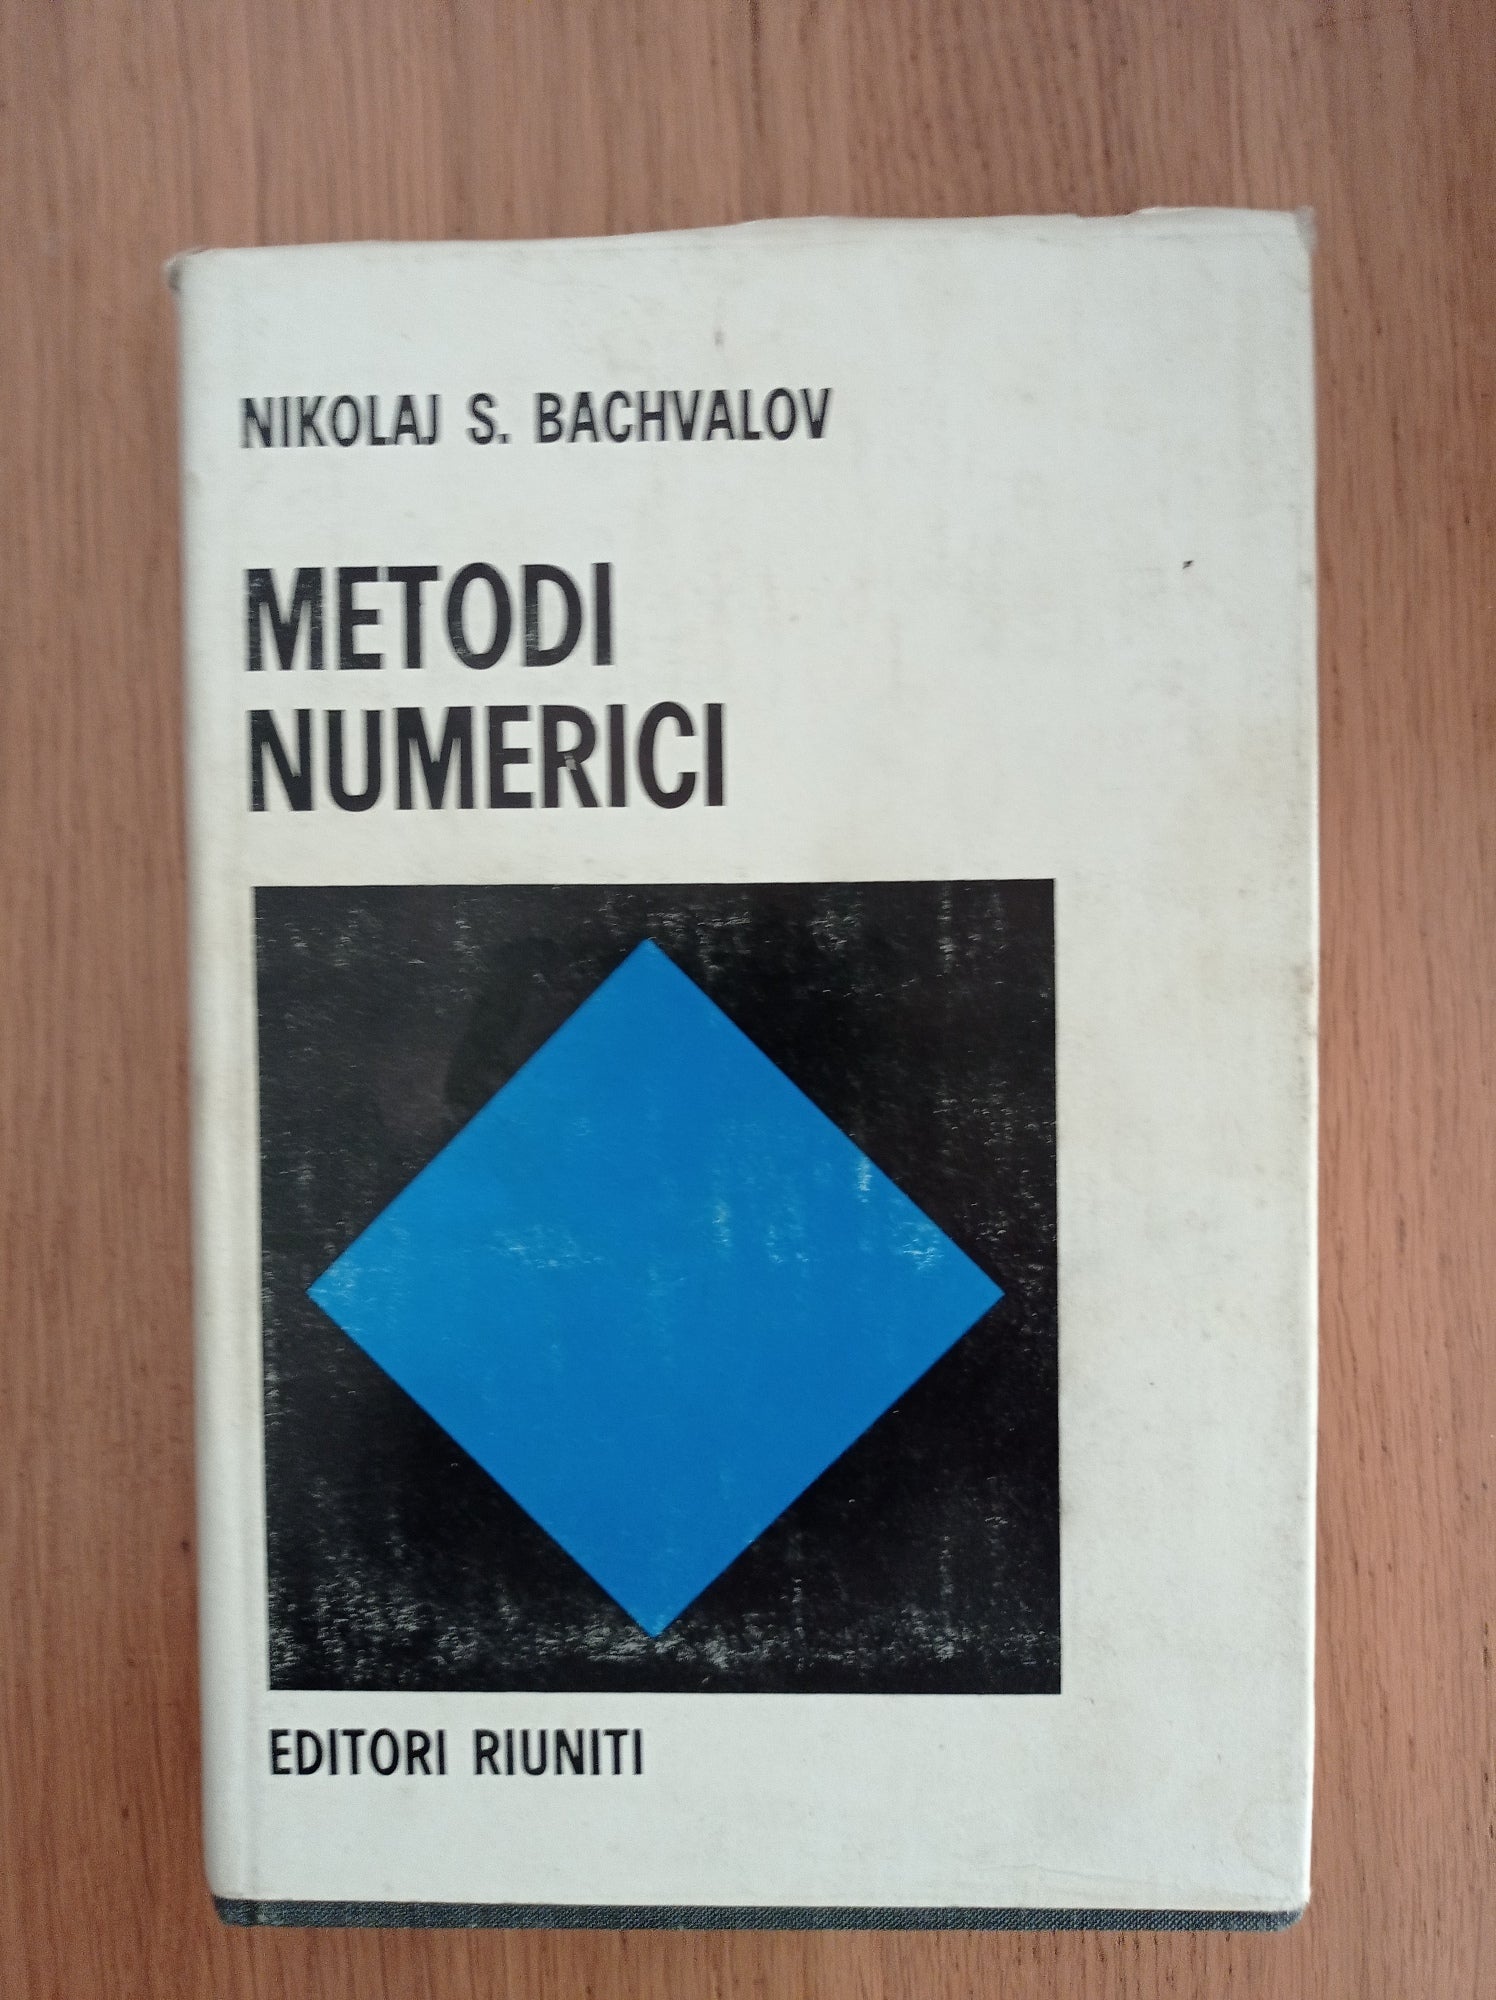 NIKOLAJ S. BACHVALOV
METODI
NUMERICI
EDITORI RIUNITI